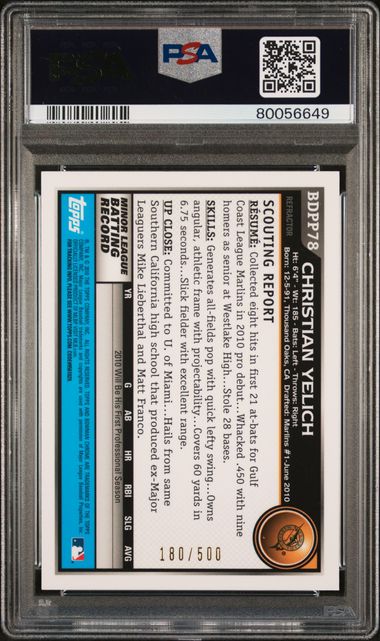 PSA
PSA
80056649
BDPP78
REFRACTOR
CHRISTIAN YELICH
Ht: 6'4" • Wt: 185 • Bats: Left • Throws: Right
Born: 12-5-91, Thousand Oaks, CA Drafted: Marlins #1-June 2010
SCOUTING REPORT
RÉSUMÉ: Collected eight hits in first 21 at-bats for Gulf
Coast League Marlins in 2010 pro debut...Whacked .450 with nine
homers as senior at Westlake High...Stole 28 bases.
SKILLS: Generates all-fields pop with quick lefty swing...Owns
angular, athletic frame with projectability...Covers 60 yards in
6.75 seconds...Slick fielder with excellent range.
UP CLOSE: Committed to U. of Miami...Hails from same
Southern California high school that produced ex-Major
Leaguers Mike Lieberthal and Matt Franco.
180/500
MINOR LEAGUE
BATTING
RECORD
YR G AB HR RBI SLG AVG
2010 Will Be His First Professional Season
topps